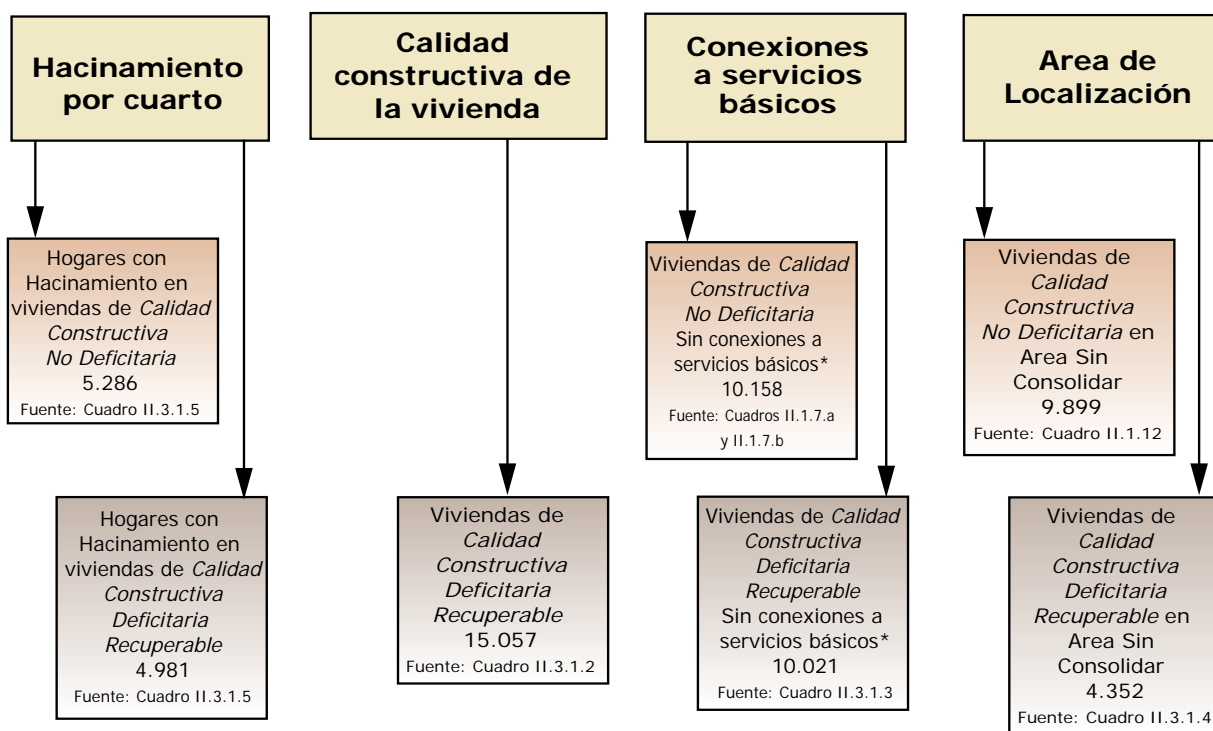 Hacinamiento
por cuarto
Calidad
constructiva de
la vivienda
Conexiones
a servicios
básicos
Area de
Localización
Hogares con
Hacinamiento en
viviendas de Calidad
Constructiva
No Deficitaria
5.286
Fuente: Cuadro II.3.1.5
Viviendas de Calidad
Constructiva
No Deficitaria
Sin conexiones a
servicios básicos*
10.158
Fuente: Cuadros II.1.7.a
y II.1.7.b
Viviendas de
Calidad
Constructiva
No Deficitaria en
Area Sin
Consolidar
9.899
Fuente: Cuadro II.1.12
Hogares con
Hacinamiento en
viviendas de Calidad
Constructiva
Deficitaria
Recuperable
4.981
Fuente: Cuadro II.3.1.5
Viviendas de
Calidad
Constructiva
Deficitaria
Recuperable
15.057
Fuente: Cuadro II.3.1.2
Viviendas de Calidad
Constructiva
Deficitaria
Recuperable
Sin conexiones a
servicios básicos*
10.021
Fuente: Cuadro II.3.1.3
Viviendas de
Calidad
Constructiva
Deficitaria
Recuperable en
Area Sin
Consolidar
4.352
Fuente: Cuadro II.3.1.4